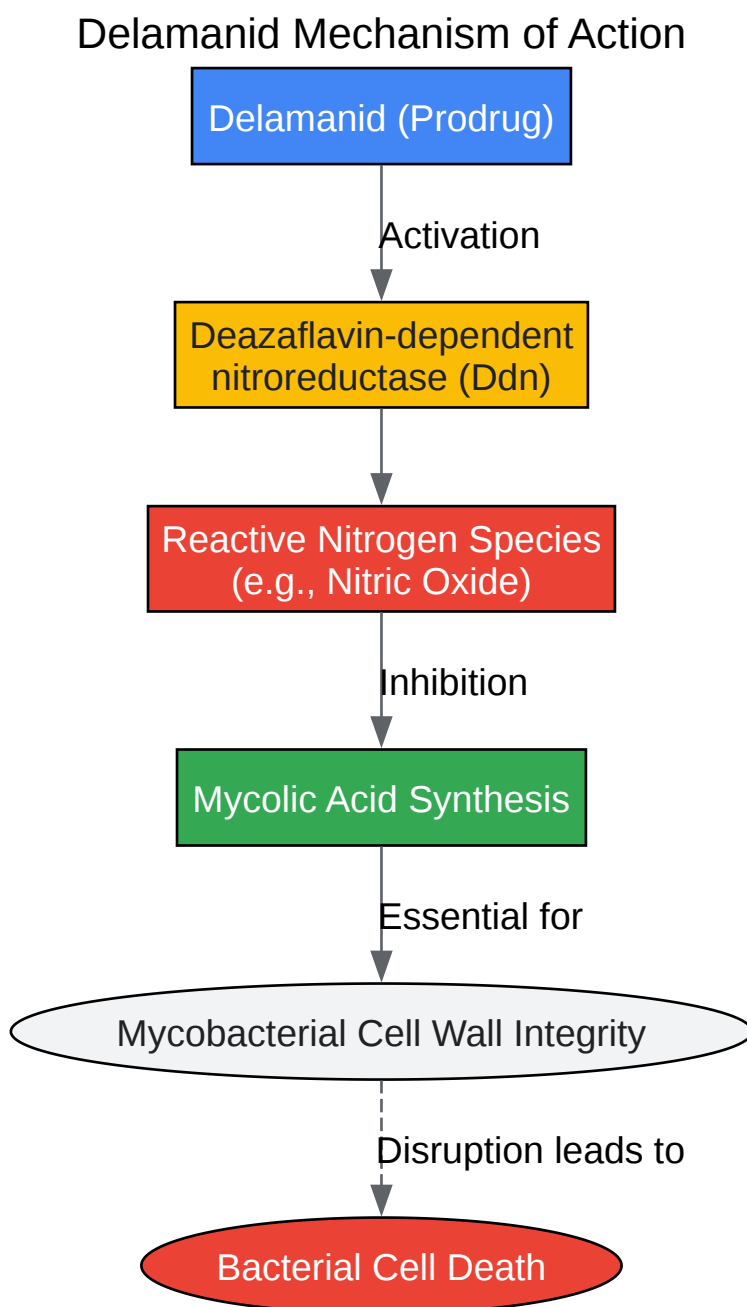 Delamanid Mechanism of Action
Delamanid (Prodrug)
Activation
Deazaflavin-dependent
nitroreductase (Ddn)
Reactive Nitrogen Species
(e.g., Nitric Oxide)
Inhibition
Mycolic Acid Synthesis
Essential for
Mycobacterial Cell Wall Integrity
Disruption leads to
Bacterial Cell Death